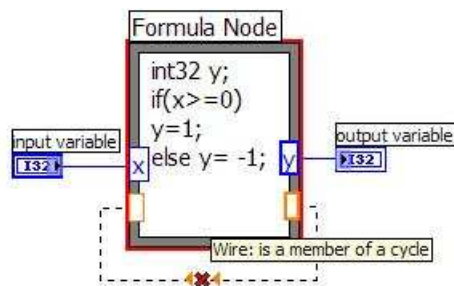 Formula Node
int32 y;
if(x>=0)
y=1;
else y= -1;
input variable
I32
x
y
output variable
I32
Wire: is a member of a cycle